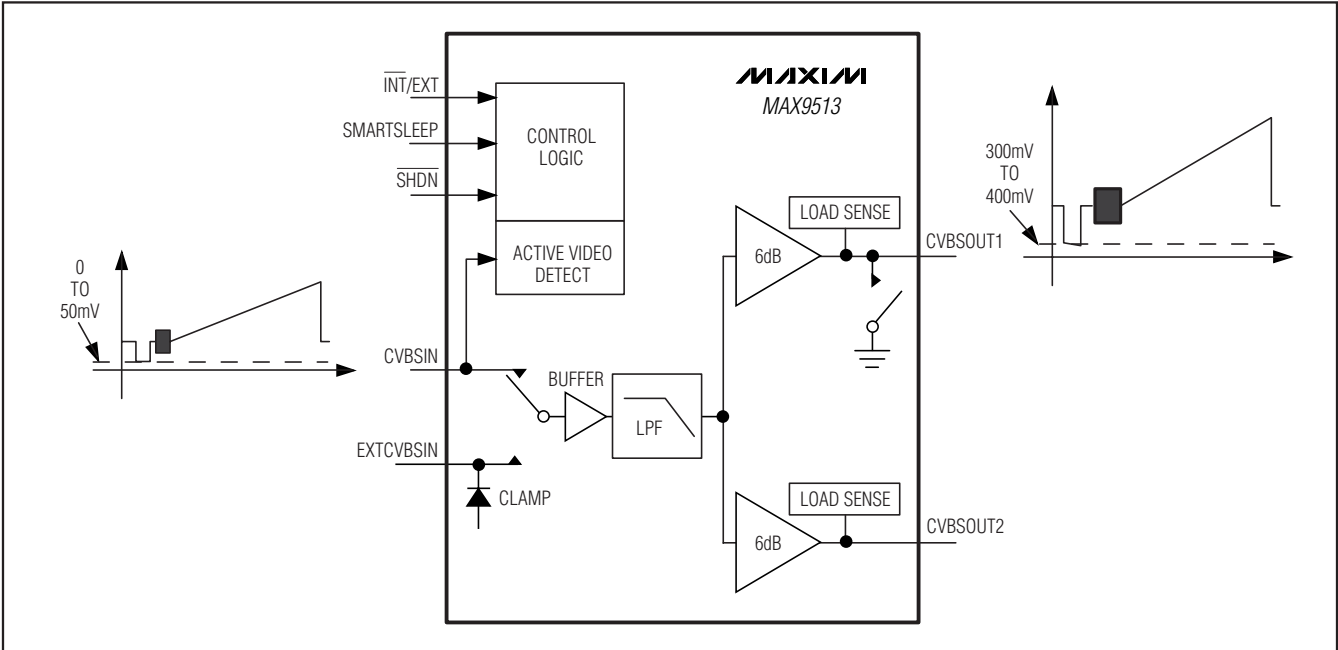 INT/EXT
SMARTSLEEP
SHDN
CONTROL
LOGIC
ACTIVE VIDEO
DETECT
MAXIM
MAX9513
0
TO
50mV
CVBSIN
EXTCVBSIN
CLAMP
BUFFER
LPF
6dB
LOAD SENSE
CVBSOUT1
6dB
LOAD SENSE
CVBSOUT2
300mV
TO
400mV